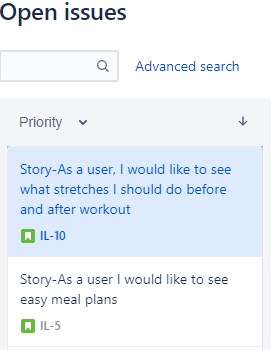 Open issues
Advanced search
Priority
Story-As a user, I would like to see
what stretches I should do before
and after workout
IL-10
Story-As a user I would like to see
easy meal plans
IL-5